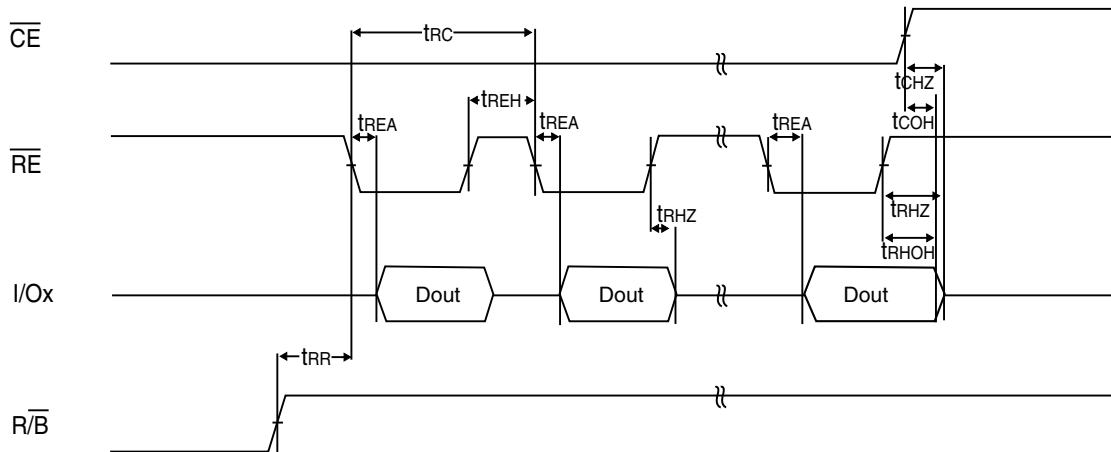 CE
tRC
tCHZ
tREH
tCOH
tREA
tREA
tREA
RE
tRHZ
tRHZ
tRHOH
I/Ox
Dout
Dout
Dout
tRR
R/B